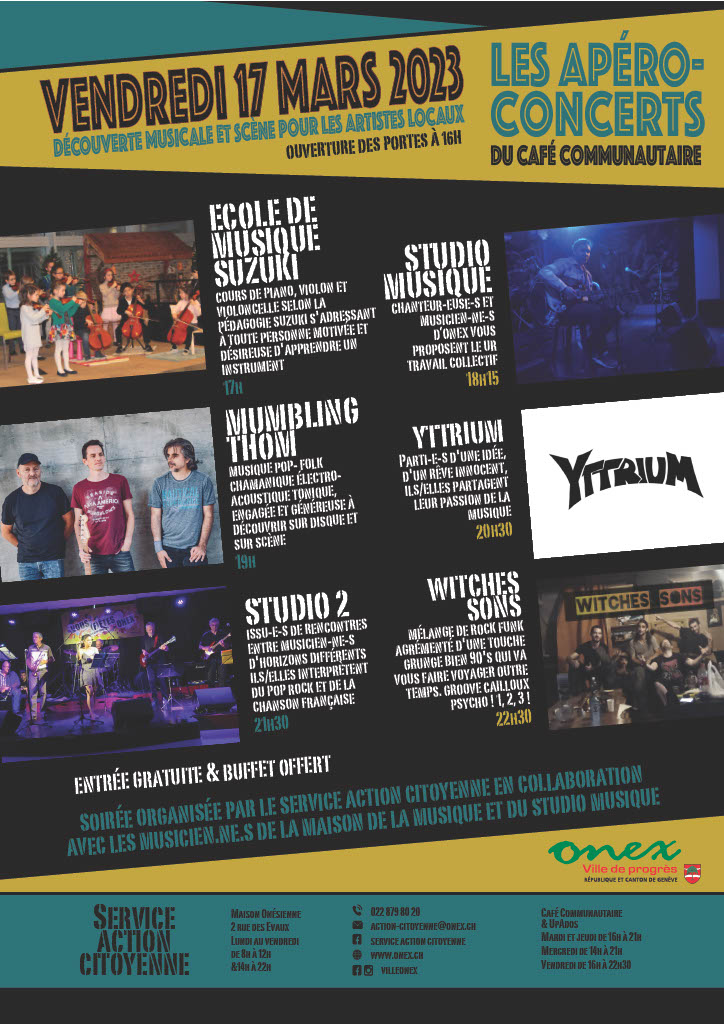 VENDREDI 17 MARS 2023
DÉCOUVERTE MUSICALE ET SCÈNE POUR LES ARTISTES LOCAUX
OUVERTURE DES PORTES À 16H
LES APÉRO-
CONCERTS
DU CAFÉ COMMUNAUTAIRE
ECOLE DE
MUSIQUE
SUZUKI
COURS DE PIANO, VIOLON ET
VIOLONCELLE SELON LA
PÉDAGOGIE SUZUKI S'ADRESSANT
À TOUTE PERSONNE MOTIVÉE ET
DÉSIREUSE D'APPRENDRE UN
INSTRUMENT
17H
STUDIO
MUSIQUE
CHANTEUR-EUSE-S ET
MUSICIEN-NE-S
D'ONEX VOUS
PROPOSENT LE UR
TRAVAIL COLLECTIF
18H15
MUMBLING
THOM
MUSIQUE POP- FOLK
CHAMANIQUE ÉLECTRO-
ACOUSTIQUE TONIQUE,
ENGAGÉE ET GÉNÉREUSE À
DÉCOUVRIR SUR DISQUE ET
SUR SCÈNE
19H
YTTRIUM
PARTI-E-S D'UNE IDÉE,
D'UN RÊVE INNOCENT,
ILS/ELLES PARTAGENT
LEUR PASSION DE LA
MUSIQUE
20H30
YTTRIUM
STUDIO 2
ISSU-E-S DE RENCONTRES
ENTRE MUSICIEN-NE-S
D'HORIZONS DIFFÉRENTS
ILS/ELLES INTERPRÈTENT
DU POP ROCK ET DE LA
CHANSON FRANÇAISE
21H30
WITCHES
SONS
MÉLANGE DE ROCK FUNK
AGRÉMENTÉ D'UNE TOUCHE
GRUNGE BIEN 90'S QUI VA
VOUS FAIRE VOYAGER OUTRE
TEMPS. GROOVE CAILLOUX
PSYCHO ! 1, 2, 3 !
22H30
WITCHES SONS
ENTRÉE GRATUITE & BUFFET OFFERT
SOIRÉE ORGANISÉE PAR LE SERVICE ACTION CITOYENNE EN COLLABORATION
AVEC LES MUSICIEN.NE.S DE LA MAISON DE LA MUSIQUE ET DU STUDIO MUSIQUE
onex
Ville de progrès
RÉPUBLIQUE ET CANTON DE GENÈVE
SERVICE
ACTION
CITOYENNE
MAISON ONÉSIENNE
2 RUE DES EVAUX
LUNDI AU VENDREDI
DE 8H À 12H
&14H À 22H
022 879 80 20
ACTION-CITOYENNE@ONEX.CH
SERVICE ACTION CITOYENNE
WWW.ONEX.CH
VILLEONEX
CAFÉ COMMUNAUTAIRE
& UPADOS
MARDI ET JEUDI DE 16H À 21H
MERCREDI DE 14H À 21H
VENDREDI DE 16H À 22H30